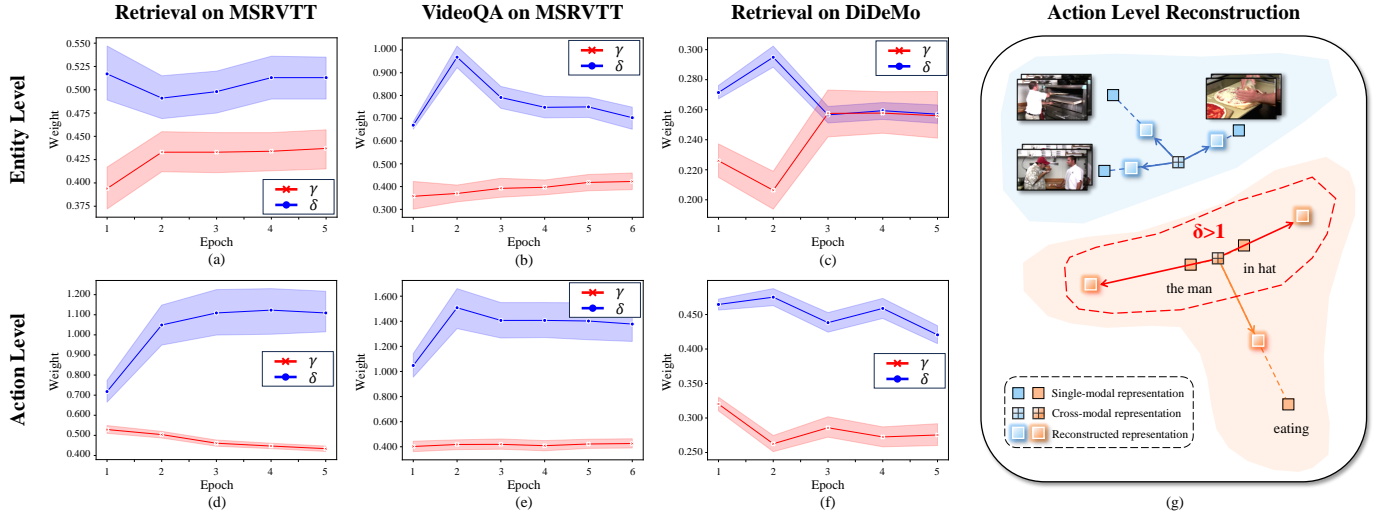 Retrieval on MSRVTT
VideoQA on MSRVTT
Retrieval on DiDeMo
Action Level Reconstruction
Entity Level
Weight
0.550
0.525
0.500
0.475
0.450
0.425
0.400
0.375
γ
δ
1 2 3 4 5
Epoch
(a)
Weight
1.000
0.900
0.800
0.700
0.600
0.500
0.400
0.300
γ
δ
1 2 3 4 5 6
Epoch
(b)
Weight
0.300
0.280
0.260
0.240
0.220
0.200
γ
δ
1 2 3 4 5
Epoch
(c)
Action Level
Weight
1.200
1.100
1.000
0.900
0.800
0.700
0.600
0.500
0.400
γ
δ
1 2 3 4 5
Epoch
(d)
Weight
1.600
1.400
1.200
1.000
0.800
0.600
0.400
γ
δ
1 2 3 4 5 6
Epoch
(e)
Weight
0.450
0.400
0.350
0.300
0.250
γ
δ
1 2 3 4 5
Epoch
(f)
δ>1
in hat
the man
eating
Single-modal representation
Cross-modal representation
Reconstructed representation
(g)